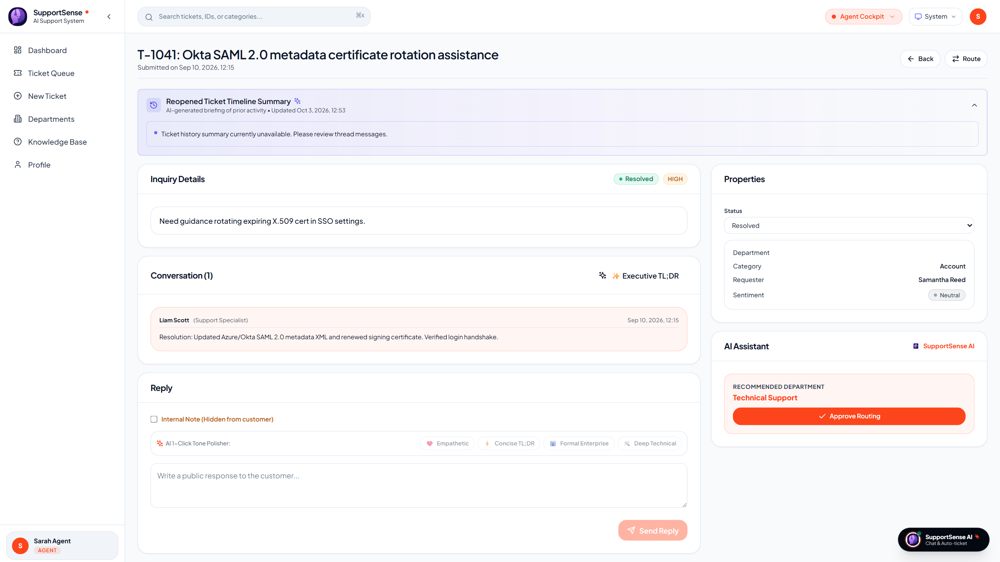 SupportSense
AI Support System
Search tickets, IDs, or categories...
⌘K
Agent Cockpit
System
S
Dashboard
Ticket Queue
New Ticket
Departments
Knowledge Base
Profile
T-1041: Okta SAML 2.0 metadata certificate rotation assistance
Submitted on Sep 10, 2026, 12:15
Back
Route
Reopened Ticket Timeline Summary
AI-generated briefing of prior activity • Updated Oct 3, 2026, 12:53
Ticket history summary currently unavailable. Please review thread messages.
Inquiry Details
Resolved
HIGH
Need guidance rotating expiring X.509 cert in SSO settings.
Conversation (1)
✨ Executive TL;DR
Liam Scott (Support Specialist)
Sep 10, 2026, 12:15
Resolution: Updated Azure/Okta SAML 2.0 metadata XML and renewed signing certificate. Verified login handshake.
Reply
Internal Note (Hidden from customer)
AI 1-Click Tone Polisher:
Empathetic
Concise TL;DR
Formal Enterprise
Deep Technical
Write a public response to the customer...
Send Reply
Properties
Status
Resolved
Department
Category Account
Requester Samantha Reed
Sentiment Neutral
AI Assistant
SupportSense AI
RECOMMENDED DEPARTMENT
Technical Support
Approve Routing
S
Sarah Agent
AGENT
SupportSense AI
Chat & Auto-ticket